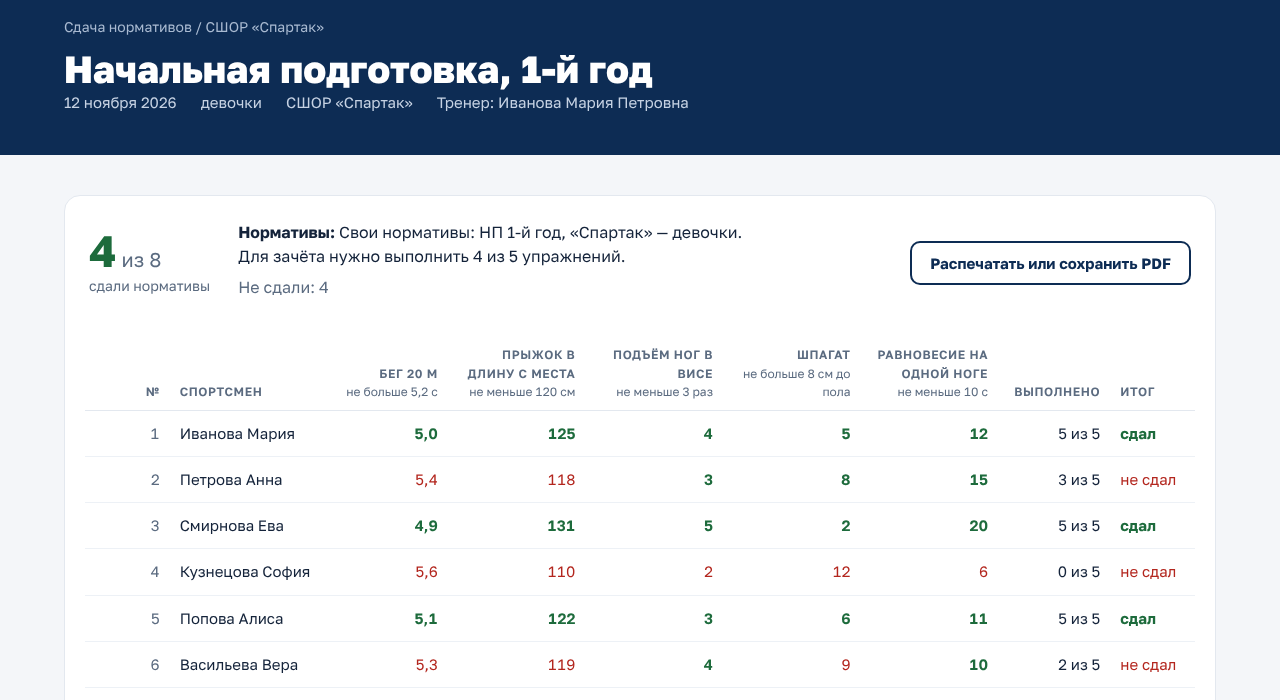 Сдача нормативов / СШОР «Спартак»
Начальная подготовка, 1-й год
12 ноября 2026 девочки СШОР «Спартак» Тренер: Иванова Мария Петровна
4 из 8
сдали нормативы
Нормативы: Свои нормативы: НП 1-й год, «Спартак» — девочки.
Для зачёта нужно выполнить 4 из 5 упражнений.
Не сдали: 4
Распечатать или сохранить PDF
№ СПОРТСМЕН
БЕГ 20 М
не больше 5,2 с
ПРЫЖОК В
ДЛИНУ С МЕСТА
не меньше 120 см
ПОДЪЁМ НОГ В
ВИСЕ
не меньше 3 раз
ШПАГАТ
не больше 8 см до
пола
РАВНОВЕСИЕ НА
ОДНОЙ НОГЕ
не меньше 10 с
ВЫПОЛНЕНО ИТОГ
1 Иванова Мария 5,0 125 4 5 12 5 из 5 сдал
2 Петрова Анна 5,4 118 3 8 15 3 из 5 не сдал
3 Смирнова Ева 4,9 131 5 2 20 5 из 5 сдал
4 Кузнецова София 5,6 110 2 12 6 0 из 5 не сдал
5 Попова Алиса 5,1 122 3 6 11 5 из 5 сдал
6 Васильева Вера 5,3 119 4 9 10 2 из 5 не сдал